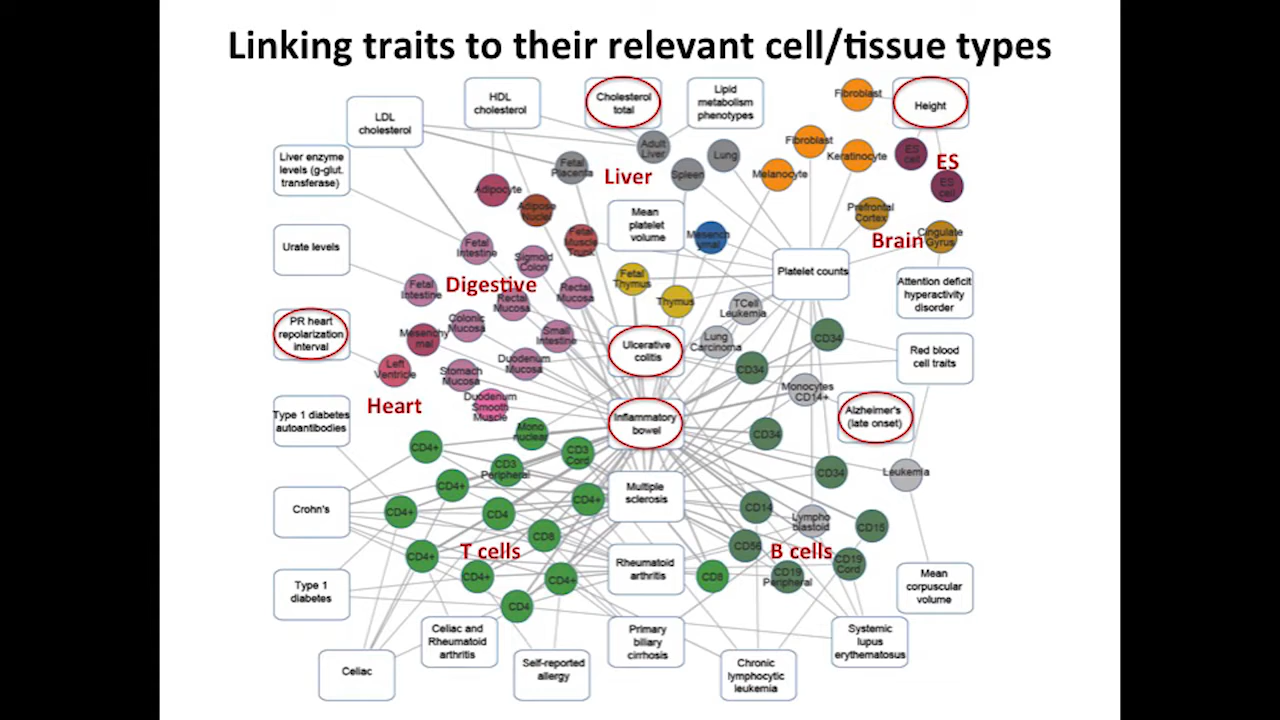 Linking traits to their relevant cell/tissue types
LDL
cholesterol
HDL
cholesterol
Cholesterol
total
Lipid
metabolism
phenotypes
Fibroblast
Height
Liver enzyme
levels (g-glut.
transferase)
Adult
Liver
Fetal
Placenta
Lung
Spleen
Liver
Fibroblast
Keratinocyte
Melanocyte
ES
cell
ES
ES
cell
Adipocyte
Adipose
Nuclei
Mean
platelet
volume
Mesench
ymal
Prefrontal
Cortex
Brain
Cingulate
Gyrus
Urate levels
Fetal
Intestine
Sigmoid
Colon
Fetal
Muscle
Trunk
Platelet counts
Fetal
Intestine
Digestive
Rectal
Mucosa
Rectal
Mucosa
Fetal
Thymus
Thymus
TCell
Leukemia
Attention deficit
hyperactivity
disorder
PR heart
repolarization
interval
Mesenchy
mal
Colonic
Mucosa
Small
Intestine
Ulcerative
colitis
Lung
Carcinoma
CD34
Red blood
cell traits
Left
Ventricle
Stomach
Mucosa
Duodenum
Mucosa
CD34
Heart
Duodenum
Smooth
Muscle
Monocytes
CD14+
Type 1 diabetes
autoantibodies
Inflammatory
bowel
Alzheimer's
(late onset)
CD4+
Mono
nuclear
CD3
Cord
CD34
CD3
Peripheral
CD4+
CD34
Leukemia
Crohn's
CD4+
CD4
CD4+
Multiple
sclerosis
CD14
Lympho
blastoid
CD15
CD8
CD4+
T cells
CD56
B cells
CD4+
CD4+
Rheumatoid
arthritis
CD8
CD19
Peripheral
CD19
Cord
Type 1
diabetes
CD4
Mean
corpuscular
volume
Celiac
Celiac and
Rheumatoid
arthritis
Self-reported
allergy
Primary
biliary
cirrhosis
Chronic
lymphocytic
leukemia
Systemic
lupus
erythematosus